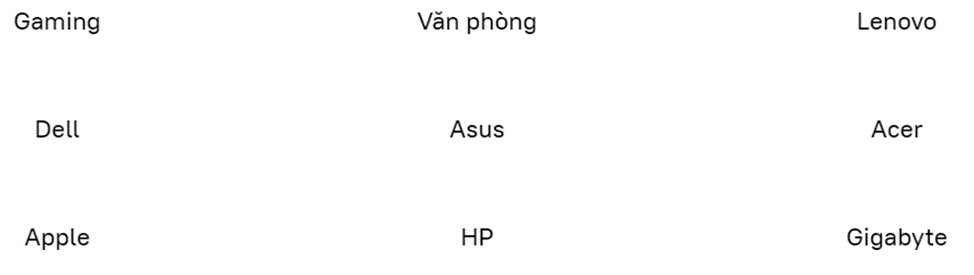 Gaming Văn phòng Lenovo
Dell Asus Acer
Apple HP Gigabyte